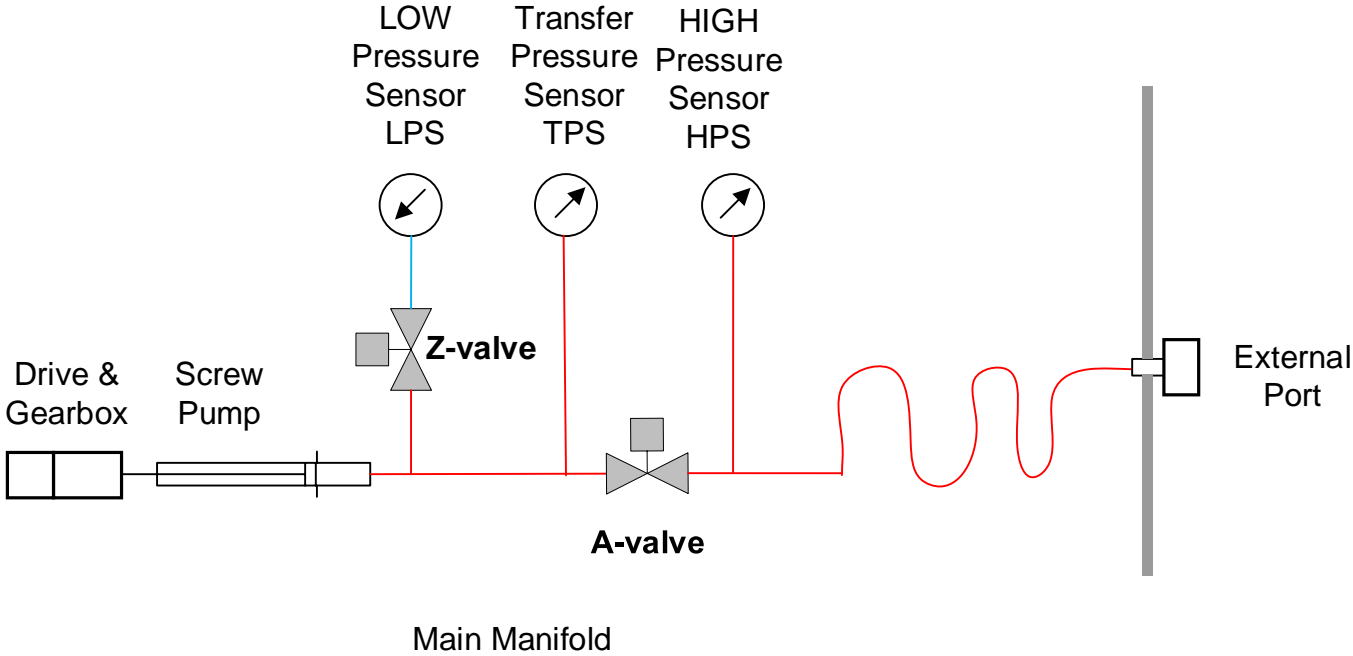 LOW
Pressure
Sensor
LPS
Transfer
Pressure
Sensor
TPS
HIGH
Pressure
Sensor
HPS
Z-valve
Drive &
Gearbox
Screw
Pump
External
Port
A-valve
Main Manifold